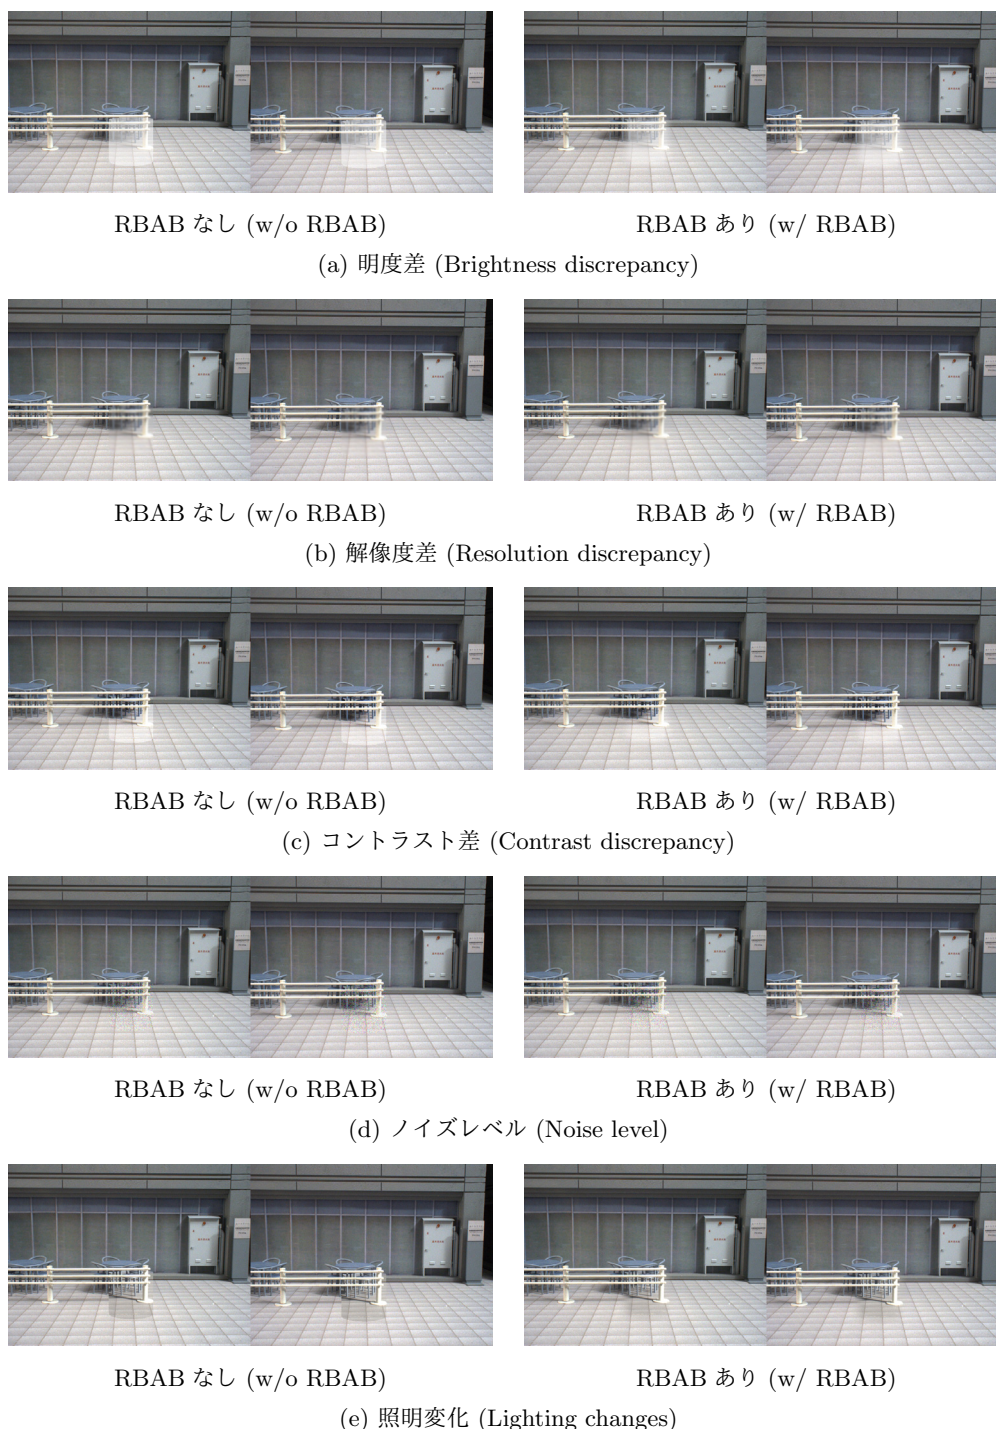 RBAB なし (w/o RBAB)
RBAB あり (w/ RBAB)
(a) 明度差 (Brightness discrepancy)
RBAB なし (w/o RBAB)
RBAB あり (w/ RBAB)
(b) 解像度差 (Resolution discrepancy)
RBAB なし (w/o RBAB)
RBAB あり (w/ RBAB)
(c) コントラスト差 (Contrast discrepancy)
RBAB なし (w/o RBAB)
RBAB あり (w/ RBAB)
(d) ノイズレベル (Noise level)
RBAB なし (w/o RBAB)
RBAB あり (w/ RBAB)
(e) 照明変化 (Lighting changes)